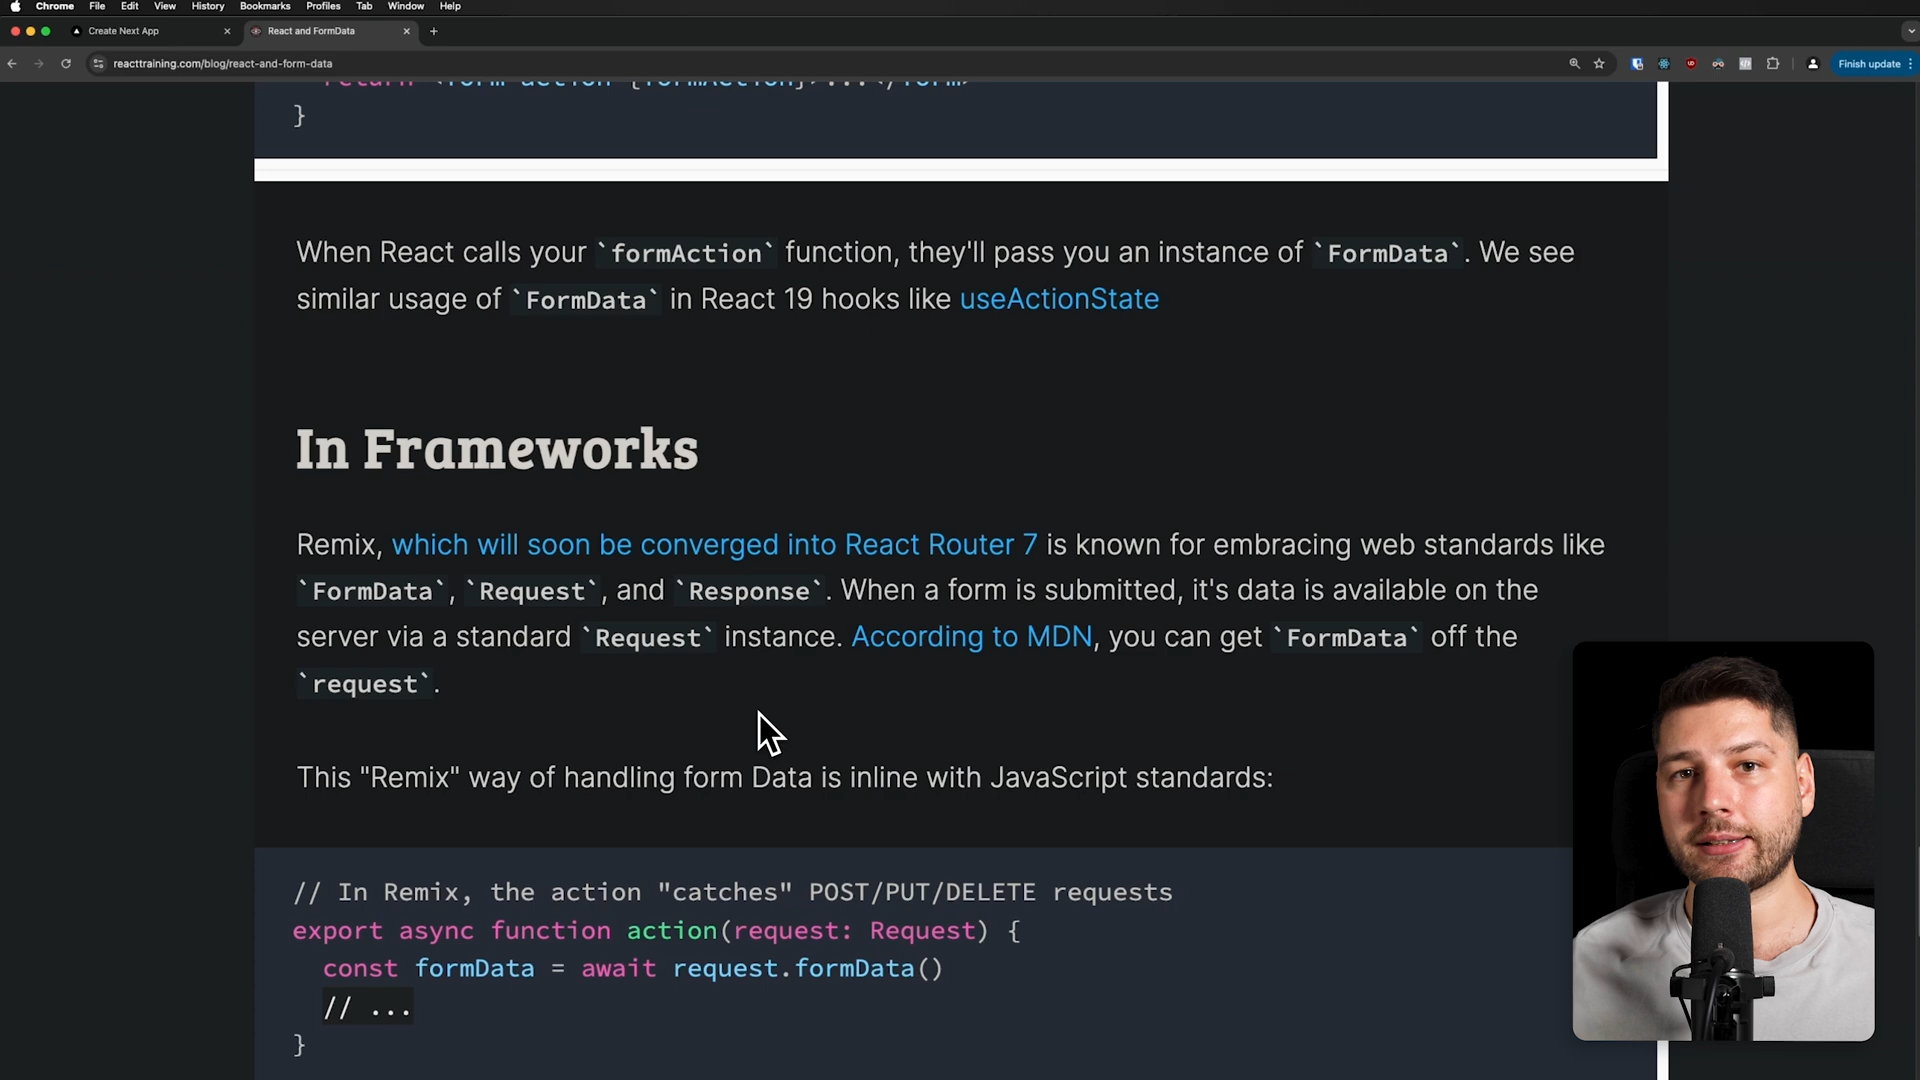 Chrome File Edit View History Bookmarks Profiles Tab Window Help
Create Next App
React and FormData
reacttraining.com/blog/react-and-form-data
Finish update
return <form action={formAction}>...</form>
}
When React calls your `formAction` function, they'll pass you an instance of `FormData`. We see
similar usage of `FormData` in React 19 hooks like useActionState
In Frameworks
Remix, which will soon be converged into React Router 7 is known for embracing web standards like
`FormData`, `Request`, and `Response`. When a form is submitted, it's data is available on the
server via a standard `Request` instance. According to MDN, you can get `FormData` off the
`request`.
This "Remix" way of handling form Data is inline with JavaScript standards:
// In Remix, the action "catches" POST/PUT/DELETE requests
export async function action(request: Request) {
const formData = await request.formData()
// ...
}